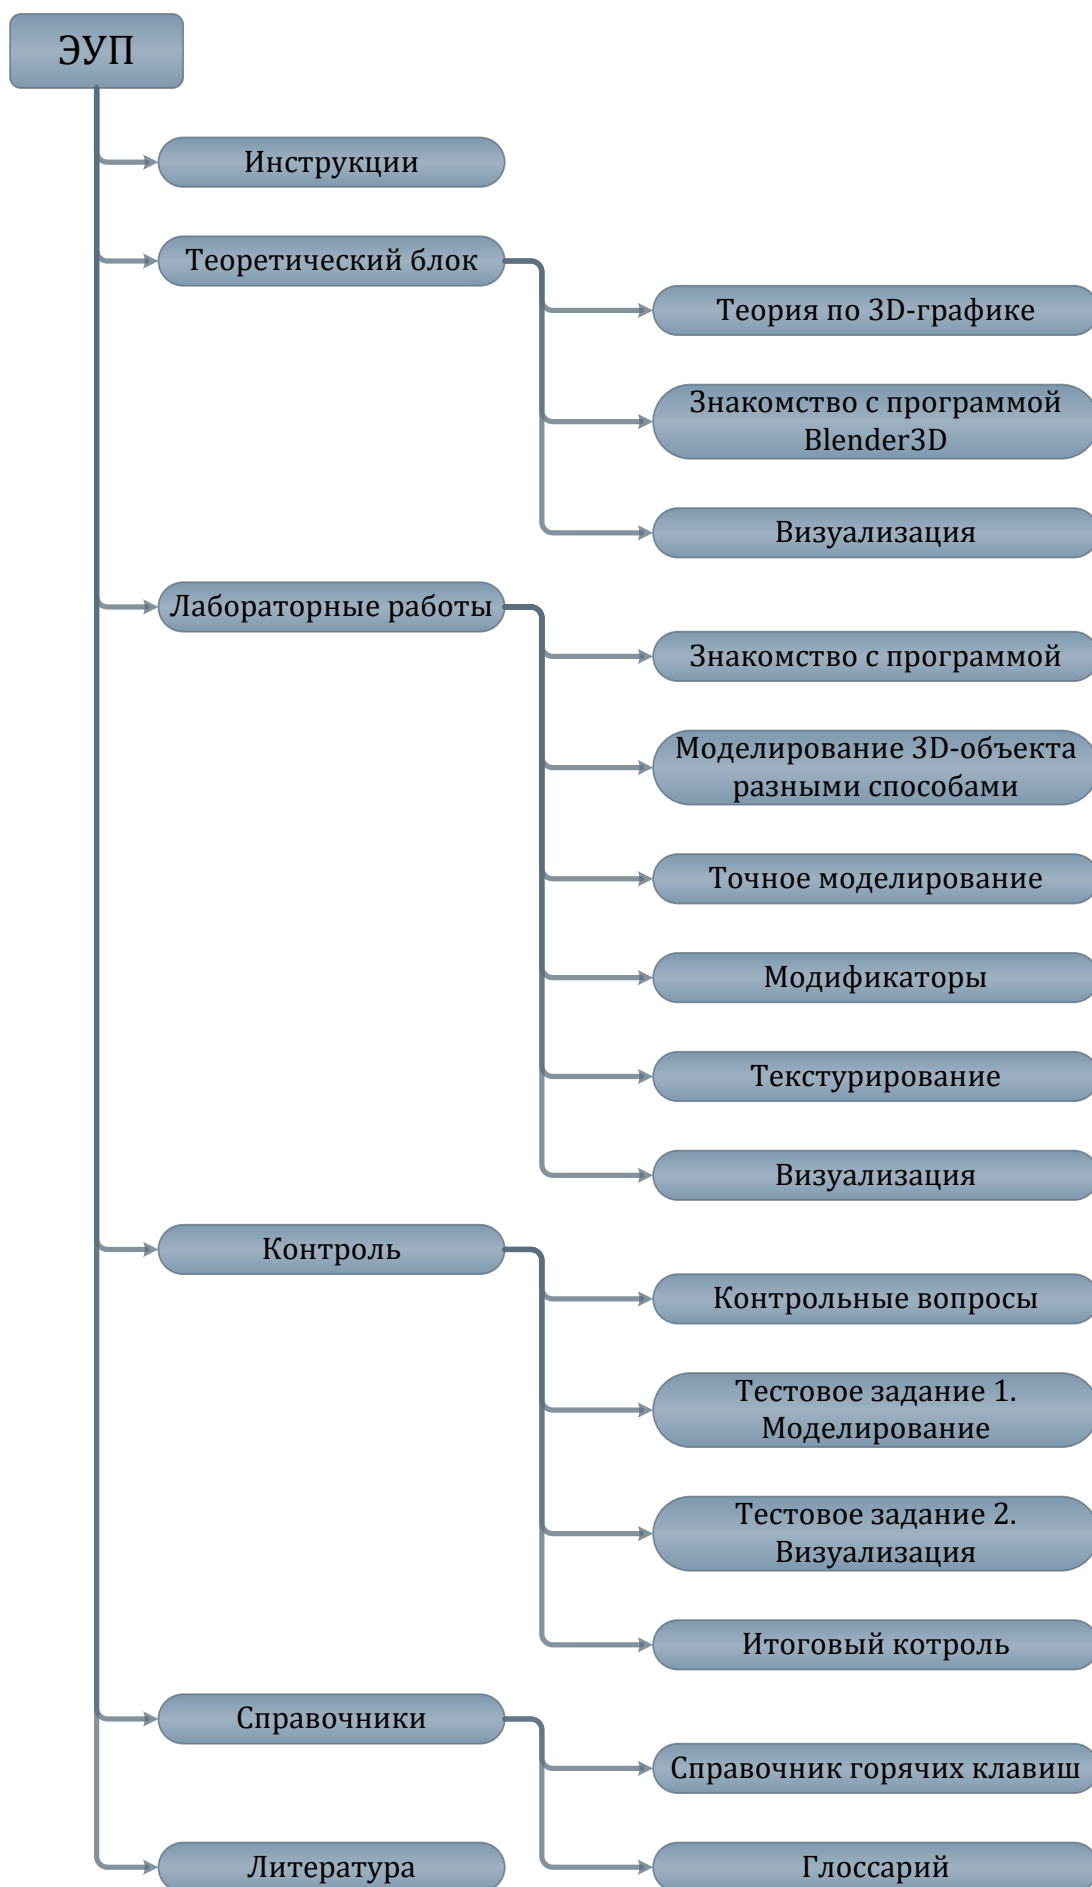 ЭУП
Инструкции
Теоретический блок
Теория по 3D-графике
Знакомство с программой
Blender3D
Визуализация
Лабораторные работы
Знакомство с программой
Моделирование 3D-объекта
разными способами
Точное моделирование
Модификаторы
Текстурирование
Визуализация
Контроль
Контрольные вопросы
Тестовое задание 1.
Моделирование
Тестовое задание 2.
Визуализация
Итоговый котроль
Справочники
Справочник горячих клавиш
Литература
Глоссарий